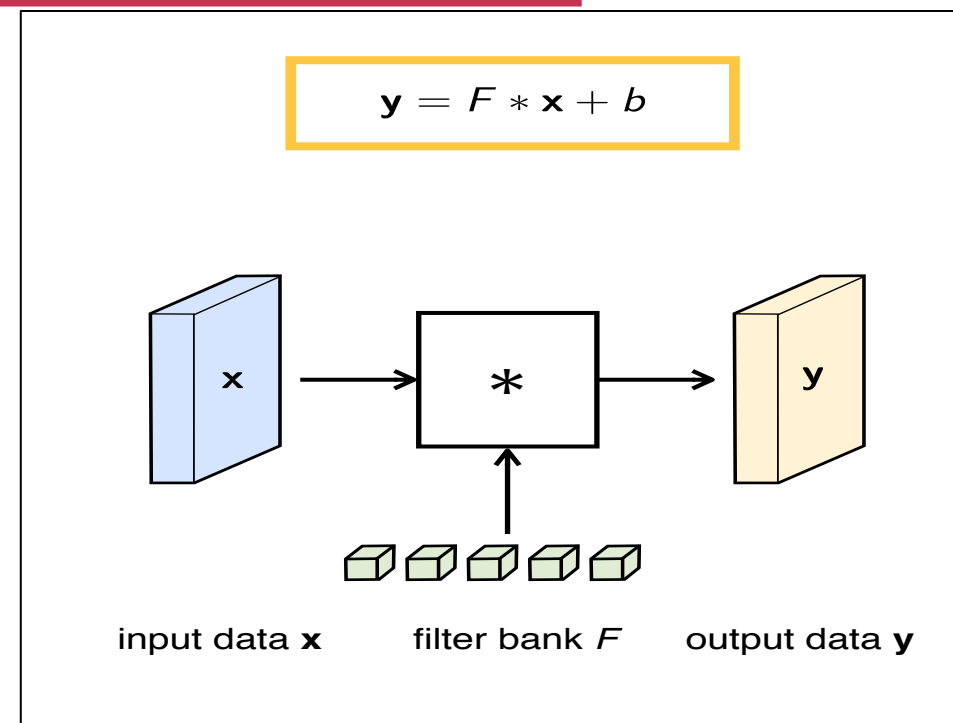 y = F ∗ x + b
x
∗
y
input data x
filter bank F
output data y